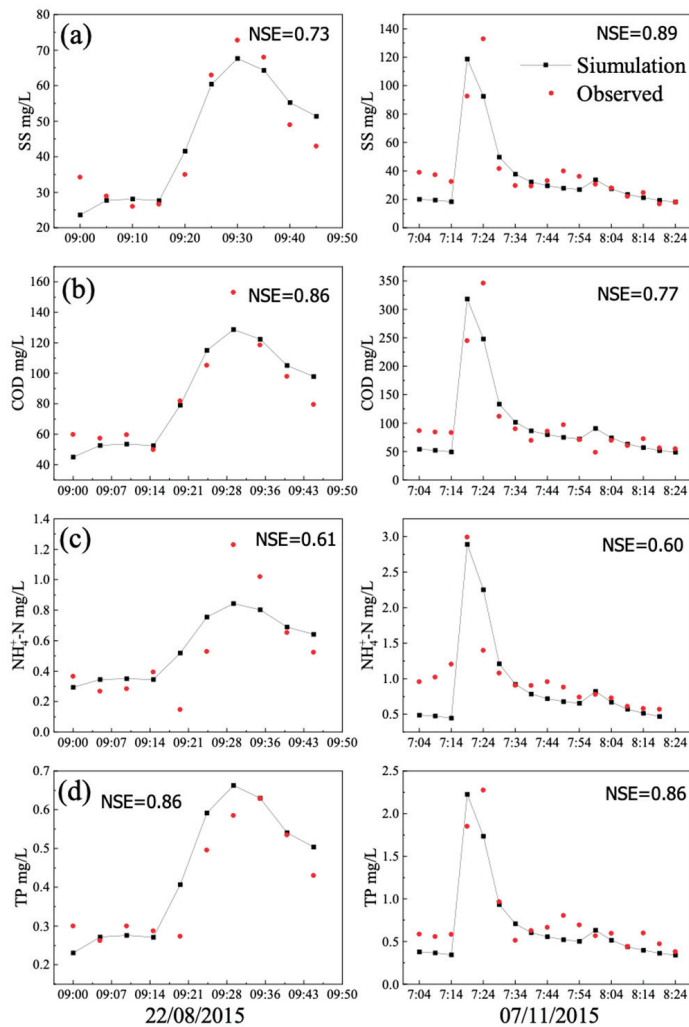 (a)
NSE=0.73
SS mg/L
80
70
60
50
40
30
20
09:00 09:10 09:20 09:30 09:40 09:50
NSE=0.89
Siumulation
Observed
SS mg/L
140
120
100
80
60
40
20
0
7:04 7:14 7:24 7:34 7:44 7:54 8:04 8:14 8:24
(b)
NSE=0.86
COD mg/L
160
140
120
100
80
60
40
09:00 09:07 09:14 09:21 09:28 09:36 09:43 09:50
NSE=0.77
COD mg/L
350
300
250
200
150
100
50
0
7:04 7:14 7:24 7:34 7:44 7:54 8:04 8:14 8:24
(c)
NSE=0.61
NH₄⁺-N mg/L
1.4
1.2
1.0
0.8
0.6
0.4
0.2
0.0
09:00 09:07 09:14 09:21 09:28 09:36 09:43 09:50
NSE=0.60
NH₄⁺-N mg/L
3.0
2.5
2.0
1.5
1.0
0.5
7:04 7:14 7:24 7:34 7:44 7:54 8:04 8:14 8:24
(d)
NSE=0.86
TP mg/L
0.7
0.6
0.5
0.4
0.3
0.2
09:00 09:07 09:14 09:21 09:28 09:36 09:43 09:50
22/08/2015
NSE=0.86
TP mg/L
2.5
2.0
1.5
1.0
0.5
0.0
7:04 7:14 7:24 7:34 7:44 7:54 8:04 8:14 8:24
07/11/2015